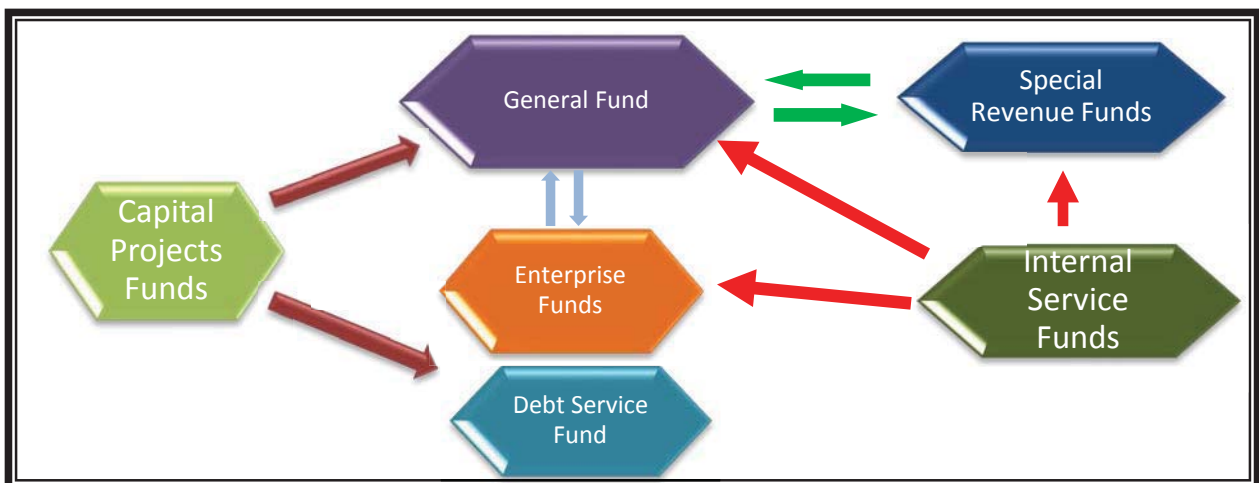 General Fund
Special
Revenue Funds
Capital
Projects
Funds
Enterprise
Funds
Internal
Service
Funds
Debt Service
Fund